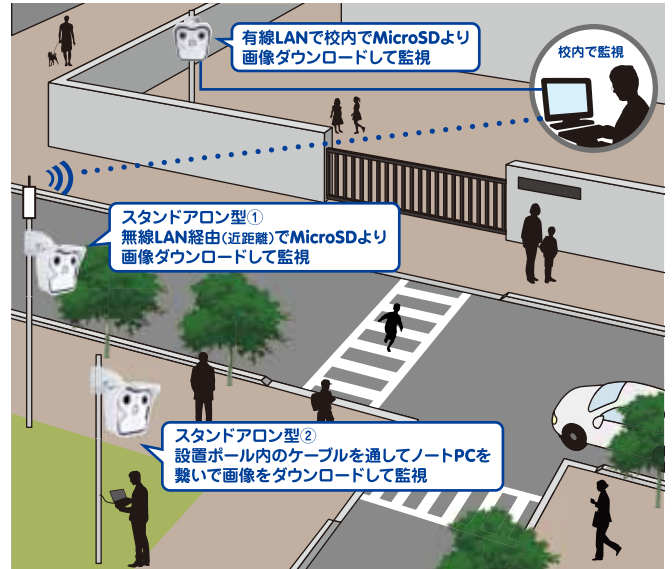 有線LANで校内でMicroSDより
画像ダウンロードして監視
校内で監視
スタンドアロン型①
無線LAN経由(近距離)でMicroSDより
画像ダウンロードして監視
スタンドアロン型②
設置ポール内のケーブルを通してノートPCを
繋いで画像をダウンロードして監視